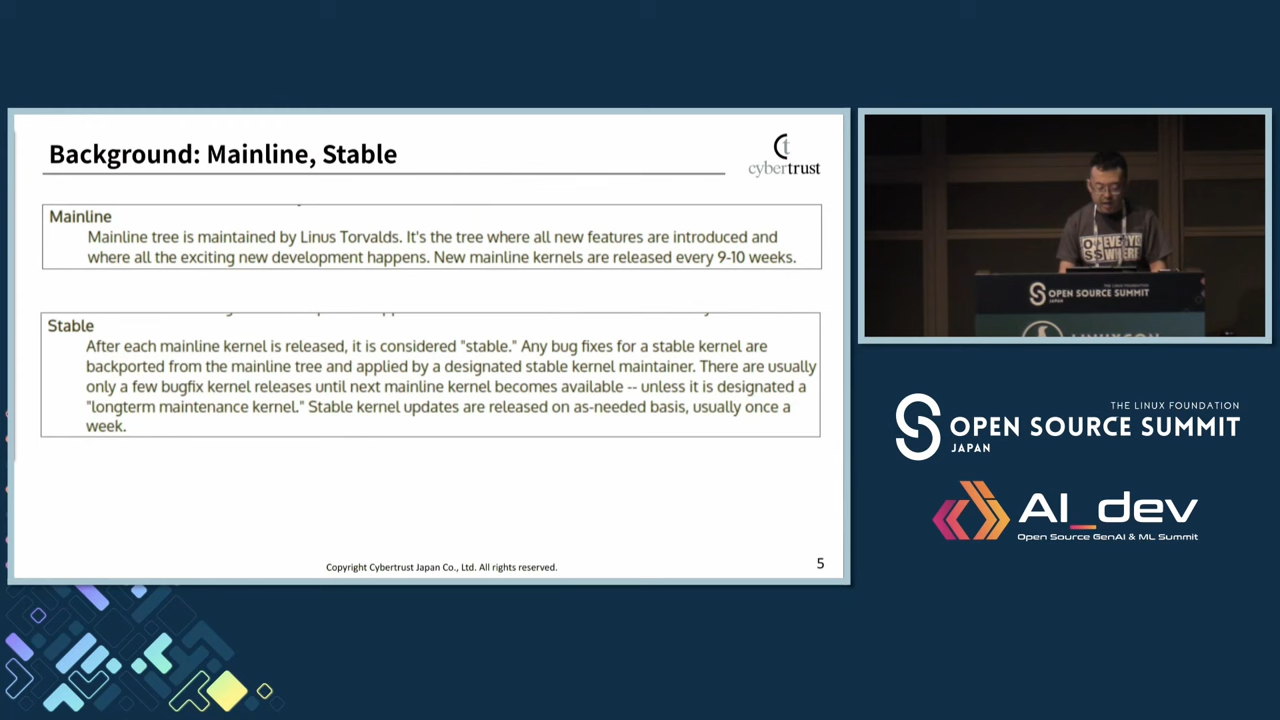 Background: Mainline, Stable
cybertrust
Mainline
Mainline tree is maintained by Linus Torvalds. It's the tree where all new features are introduced and
where all the exciting new development happens. New mainline kernels are released every 9-10 weeks.
Stable
After each mainline kernel is released, it is considered "stable." Any bug fixes for a stable kernel are
backported from the mainline tree and applied by a designated stable kernel maintainer. There are usually
only a few bugfix kernel releases until next mainline kernel becomes available -- unless it is designated a
"longterm maintenance kernel." Stable kernel updates are released on as-needed basis, usually once a
week.
Copyright Cybertrust Japan Co., Ltd. All rights reserved.
5
THE LINUX FOUNDATION
OPEN SOURCE SUMMIT
JAPAN
LINUXCON
THE LINUX FOUNDATION
OPEN SOURCE SUMMIT
JAPAN
AI_dev
Open Source GenAI & ML Summit